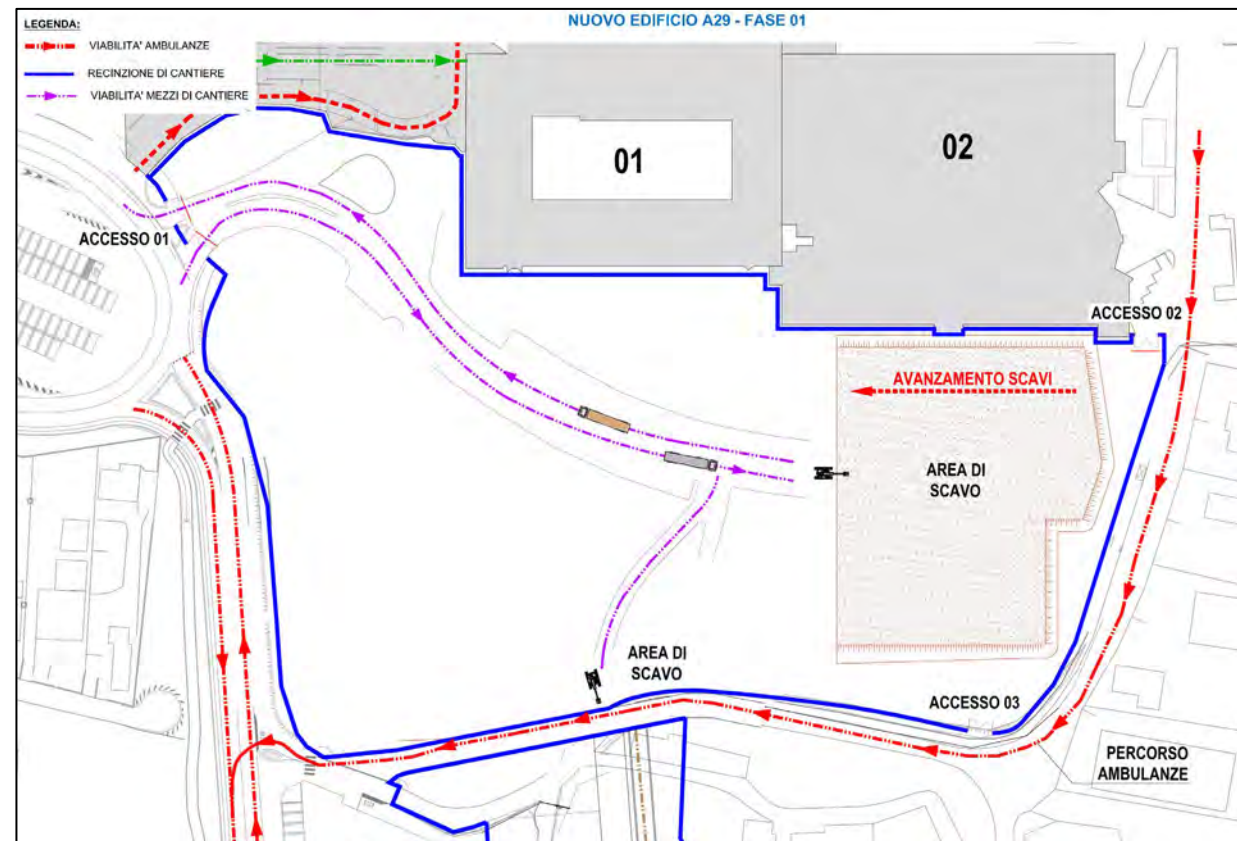 NUOVO EDIFICIO A29 - FASE 01
LEGENDA:
VIABILITA' AMBULANZE
RECINZIONE DI CANTIERE
VIABILITA' MEZZI DI CANTIERE
01
02
ACCESSO 01
ACCESSO 02
AVANZAMENTO SCAVI
AREA DI
SCAVO
AREA DI
SCAVO
ACCESSO 03
PERCORSO
AMBULANZE